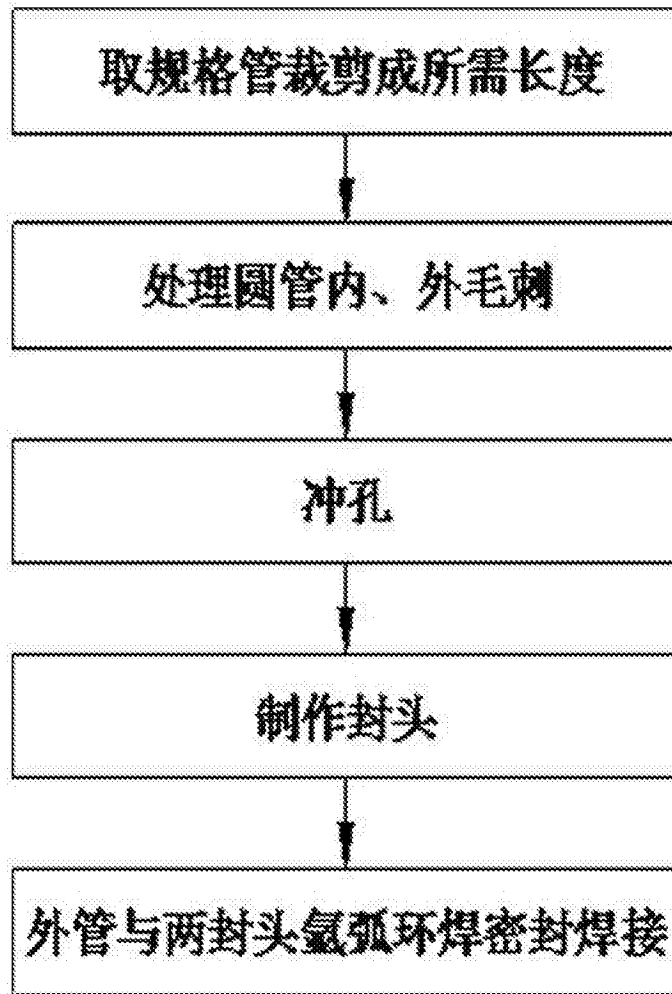 取规格管裁剪成所需长度
处理圆管内、外毛刺
冲孔
制作封头
外管与两封头氩弧环焊密封焊接